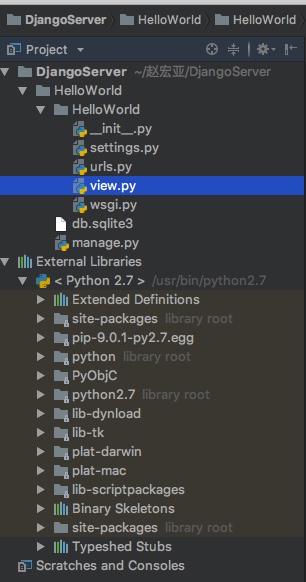 DjangoServer HelloWorld HelloWorld
Project
DjangoServer ~/赵宏亚/DjangoServer
HelloWorld
HelloWorld
__init__.py
settings.py
urls.py
view.py
wsgi.py
db.sqlite3
manage.py
External Libraries
< Python 2.7 > /usr/bin/python2.7
Extended Definitions
site-packages library root
pip-9.0.1-py2.7.egg
python library root
PyObjC
python2.7 library root
lib-dynload
lib-tk
plat-darwin
plat-mac
lib-scriptpackages
Binary Skeletons
site-packages library root
Typeshed Stubs
Scratches and Consoles